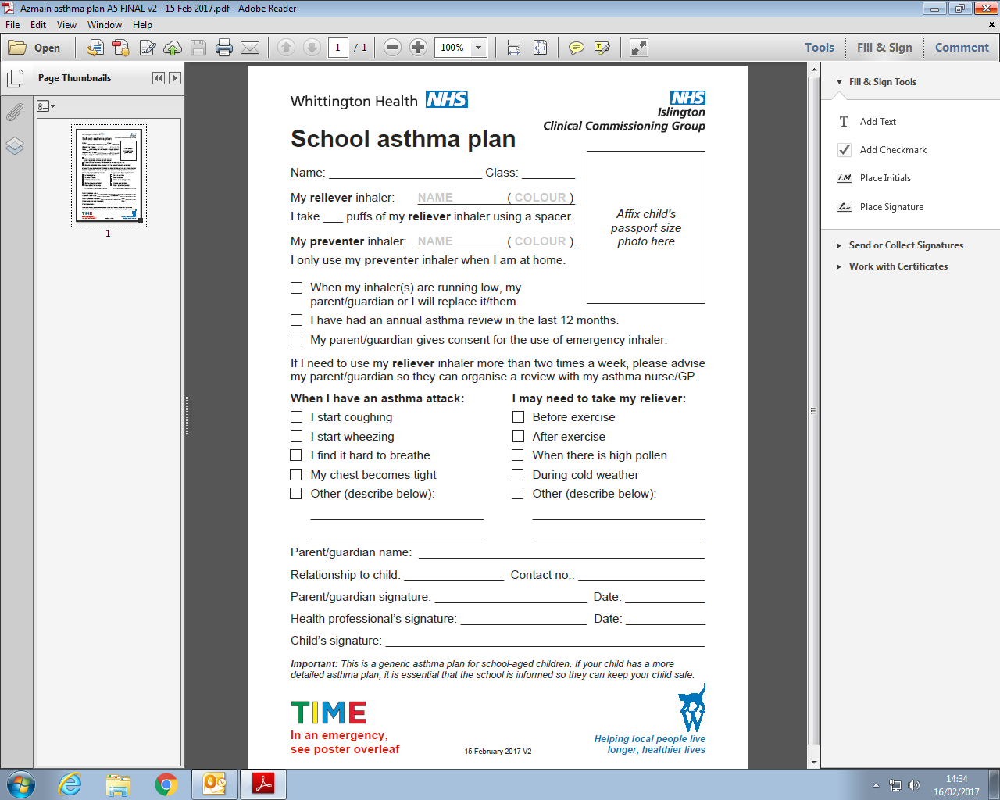 Azmain asthma plan A5 FINAL v2 - 15 Feb 2017.pdf - Adobe Reader
File Edit View Window Help
Open
1 / 1
100%
Tools Fill & Sign Comment
Page Thumbnails
1
Whittington Health NHS
NHS
Islington
Clinical Commissioning Group
School asthma plan
Name: Class:
My reliever inhaler: NAME ( COLOUR )
I take ___ puffs of my reliever inhaler using a spacer.
My preventer inhaler: NAME ( COLOUR )
I only use my preventer inhaler when I am at home.
Affix child's
passport size
photo here
When my inhaler(s) are running low, my
parent/guardian or I will replace it/them.
I have had an annual asthma review in the last 12 months.
My parent/guardian gives consent for the use of emergency inhaler.
If I need to use my reliever inhaler more than two times a week, please advise
my parent/guardian so they can organise a review with my asthma nurse/GP.
When I have an asthma attack:
I start coughing
I start wheezing
I find it hard to breathe
My chest becomes tight
Other (describe below):
I may need to take my reliever:
Before exercise
After exercise
When there is high pollen
During cold weather
Other (describe below):
Parent/guardian name:
Relationship to child: Contact no.:
Parent/guardian signature: Date:
Health professional's signature: Date:
Child's signature:
Important: This is a generic asthma plan for school-aged children. If your child has a more
detailed asthma plan, it is essential that the school is informed so they can keep your child safe.
TIME
In an emergency,
see poster overleaf
15 February 2017 V2
W
Helping local people live
longer, healthier lives
Fill & Sign Tools
T Add Text
Add Checkmark
LM Place Initials
Place Signature
Send or Collect Signatures
Work with Certificates
14:34
16/02/2017